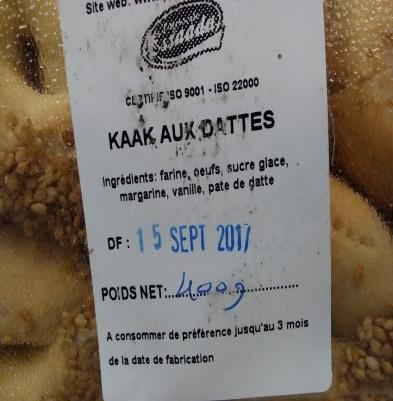 Site web: www
CERTIFIE ISO 9001 - ISO 22000
KAAK AUX DATTES
Ingrédients: farine, oeufs, sucre glace,
margarine, vanille, pate de datte
DF : 15 SEPT 2017
POIDS NET:...400g...
A consommer de préférence jusqu'au 3 mois
de la date de fabrication